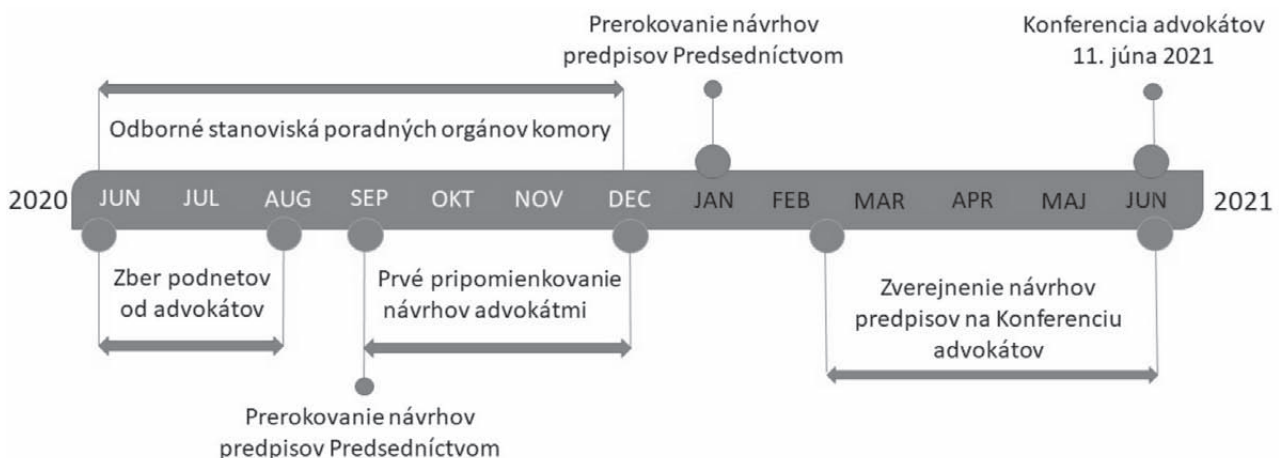 Prerokovanie návrhov
predpisov Predsedníctvom
Konferencia advokátov
11. júna 2021
Odborné stanoviská poradných orgánov komory
2020 JUN JUL AUG SEP OKT NOV DEC JAN FEB MAR APR MAJ JUN 2021
Zber podnetov
od advokátov
Prvé pripomienkovanie
návrhov advokátmi
Zverejnenie návrhov
predpisov na Konferenciu
advokátov
Prerokovanie návrhov
predpisov Predsedníctvom